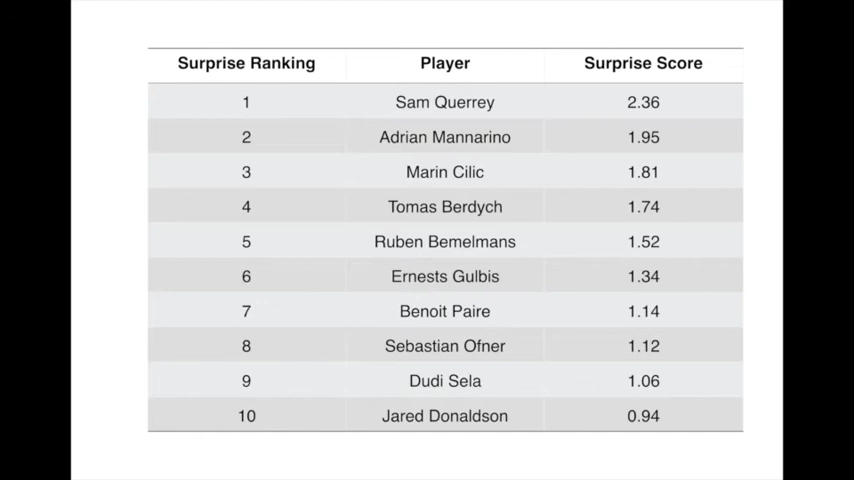 Surprise Ranking Player Surprise Score
1 Sam Querrey 2.36
2 Adrian Mannarino 1.95
3 Marin Cilic 1.81
4 Tomas Berdych 1.74
5 Ruben Bemelmans 1.52
6 Ernests Gulbis 1.34
7 Benoit Paire 1.14
8 Sebastian Ofner 1.12
9 Dudi Sela 1.06
10 Jared Donaldson 0.94